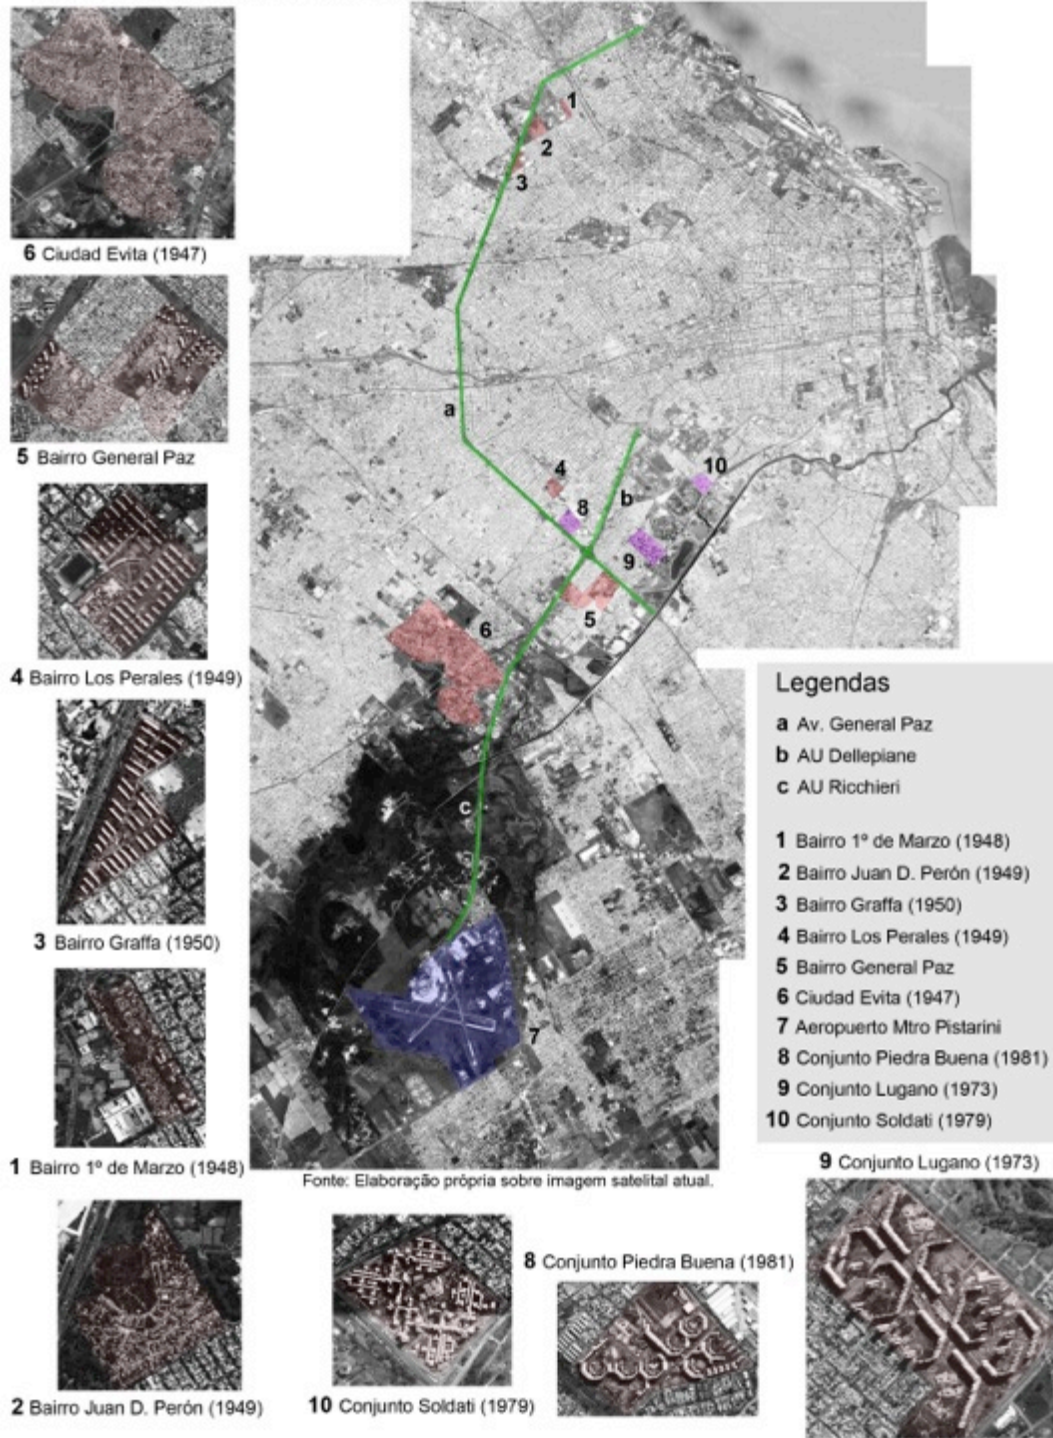 6 Ciudad Evita (1947)
5 Bairro General Paz
4 Bairro Los Perales (1949)
3 Bairro Graffa (1950)
1 Bairro 1º de Marzo (1948)
2 Bairro Juan D. Perón (1949)
1
2
3
a
4
8
b
10
9
5
6
c
7
Legendas
a Av. General Paz
b AU Dellepiane
c AU Ricchieri
1 Bairro 1º de Marzo (1948)
2 Bairro Juan D. Perón (1949)
3 Bairro Graffa (1950)
4 Bairro Los Perales (1949)
5 Bairro General Paz
6 Ciudad Evita (1947)
7 Aeropuerto Mtro Pistarini
8 Conjunto Piedra Buena (1981)
9 Conjunto Lugano (1973)
10 Conjunto Soldati (1979)
Fonte: Elaboração própria sobre imagem satelital atual.
9 Conjunto Lugano (1973)
8 Conjunto Piedra Buena (1981)
10 Conjunto Soldati (1979)